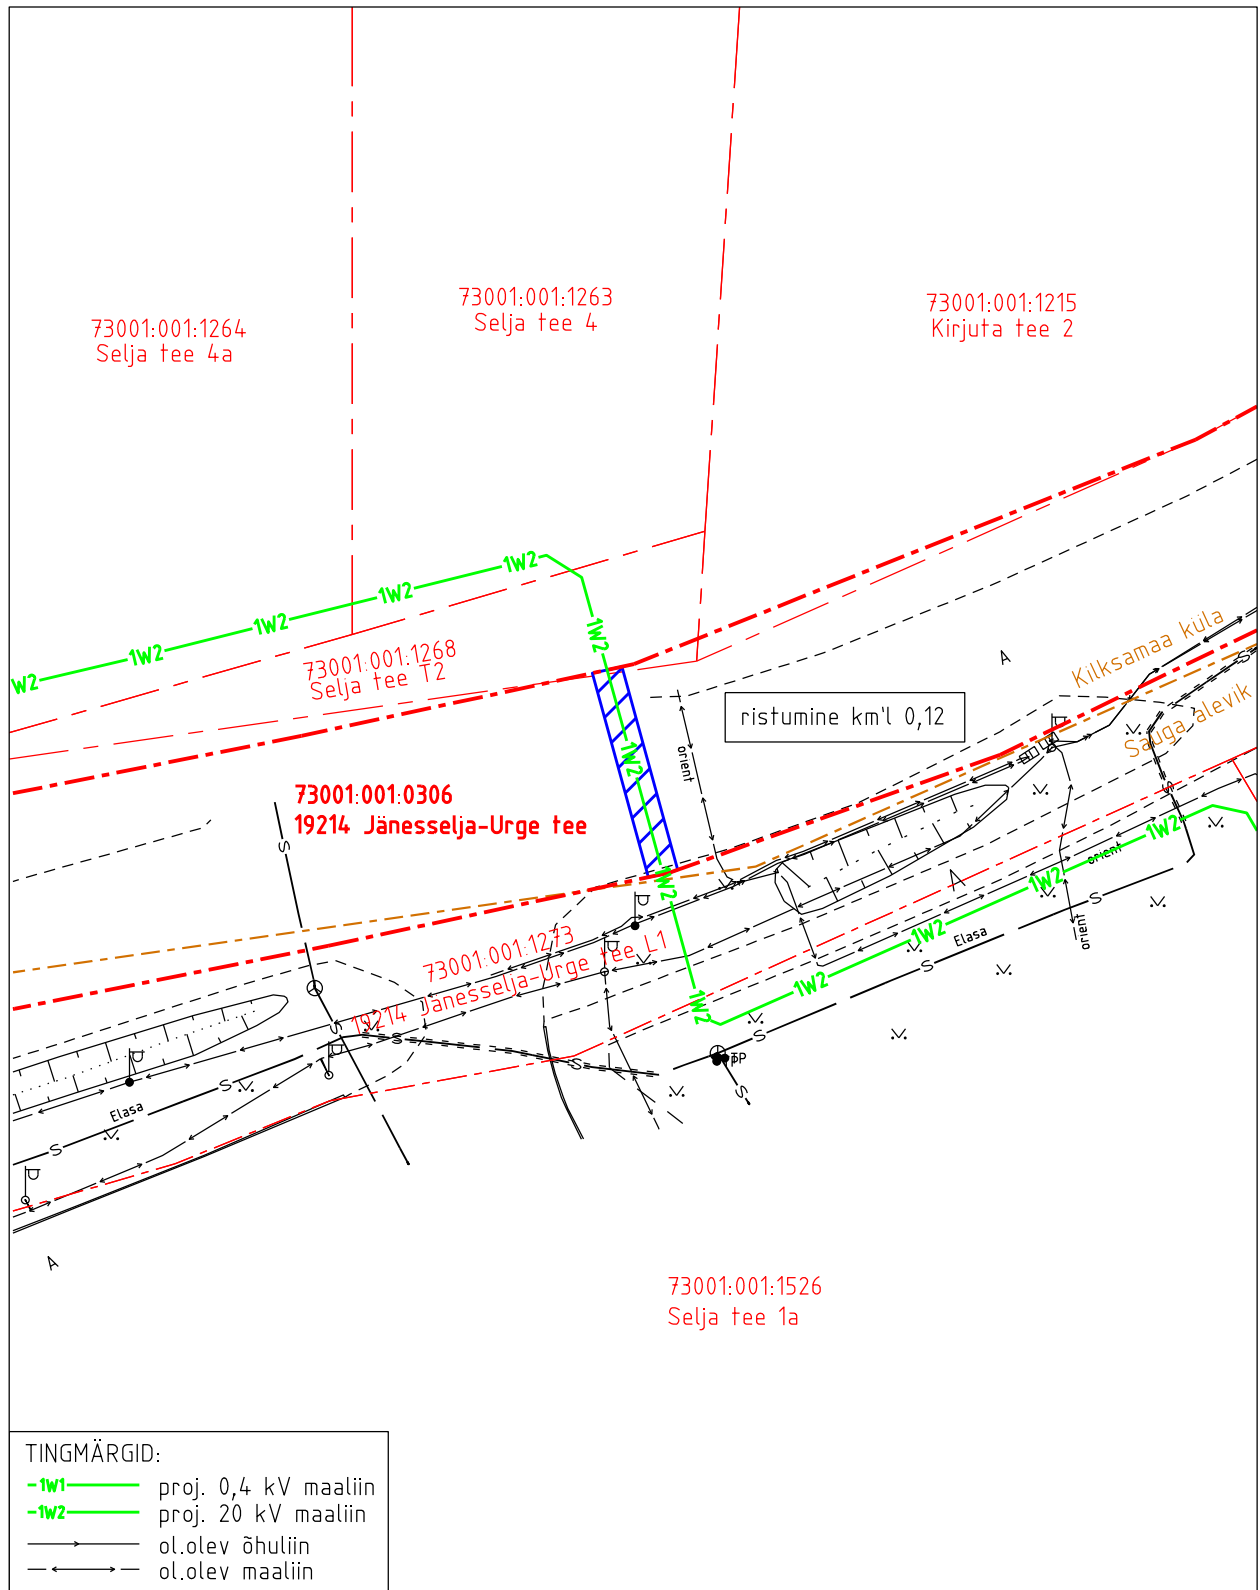 73001:001:1264
Selja tee 4a
73001:001:1263
Selja tee 4
73001:001:1215
Kirjuta tee 2
1W2
1W2
1W2
1W2
W2
1W2
73001:001:1268
Selja tee T2
Kilksamaa küla
Sauga alevik
A
ristumine km'l 0,12
orient
1W2
73001:001:0306
19214 Jänesselja-Urge tee
S
S
S
1W2
orient
A
1W2
1W2
S
orient
Elasa
1W2
S
1W2
73001:001:1273
19214 Jänesselja-Urge tee L1
1W2
S
S
S
S
TP
S
S
Elasa
S
A
73001:001:1526
Selja tee 1a
TINGMÄRGID:
1W1 proj. 0,4 kV maaliin
1W2 proj. 20 kV maaliin
ol.olev õhuliin
ol.olev maaliin